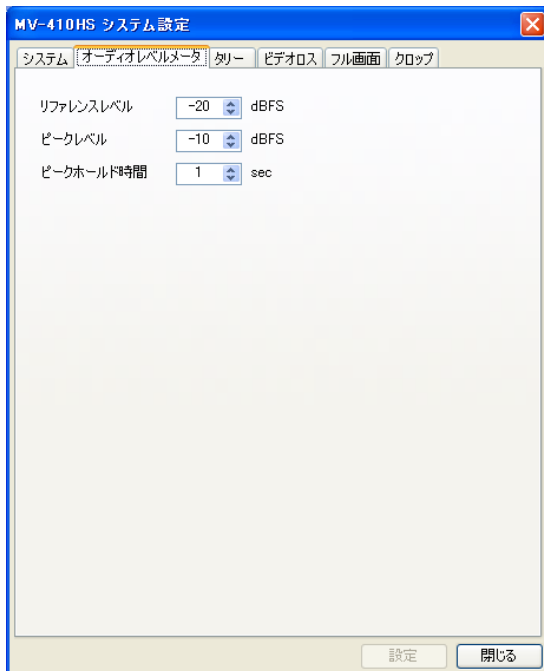 MV-410HS システム設定
システム オーディオレベルメータ タリー ビデオロス フル画面 クロップ
リファレンスレベル -20 dBFS
ピークレベル -10 dBFS
ピークホールド時間 1 sec
設定 閉じる